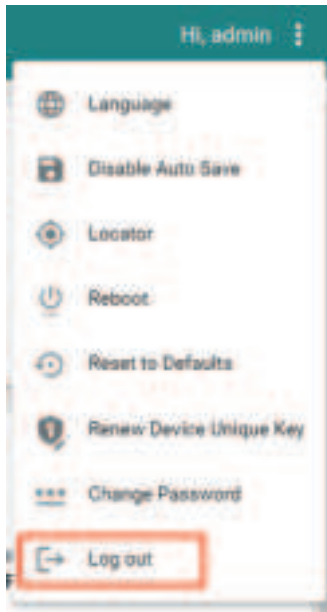 Hi, admin
Language
Disable Auto Save
Locator
Reboot
Reset to Defaults
Renew Device Unique Key
Change Password
Log out